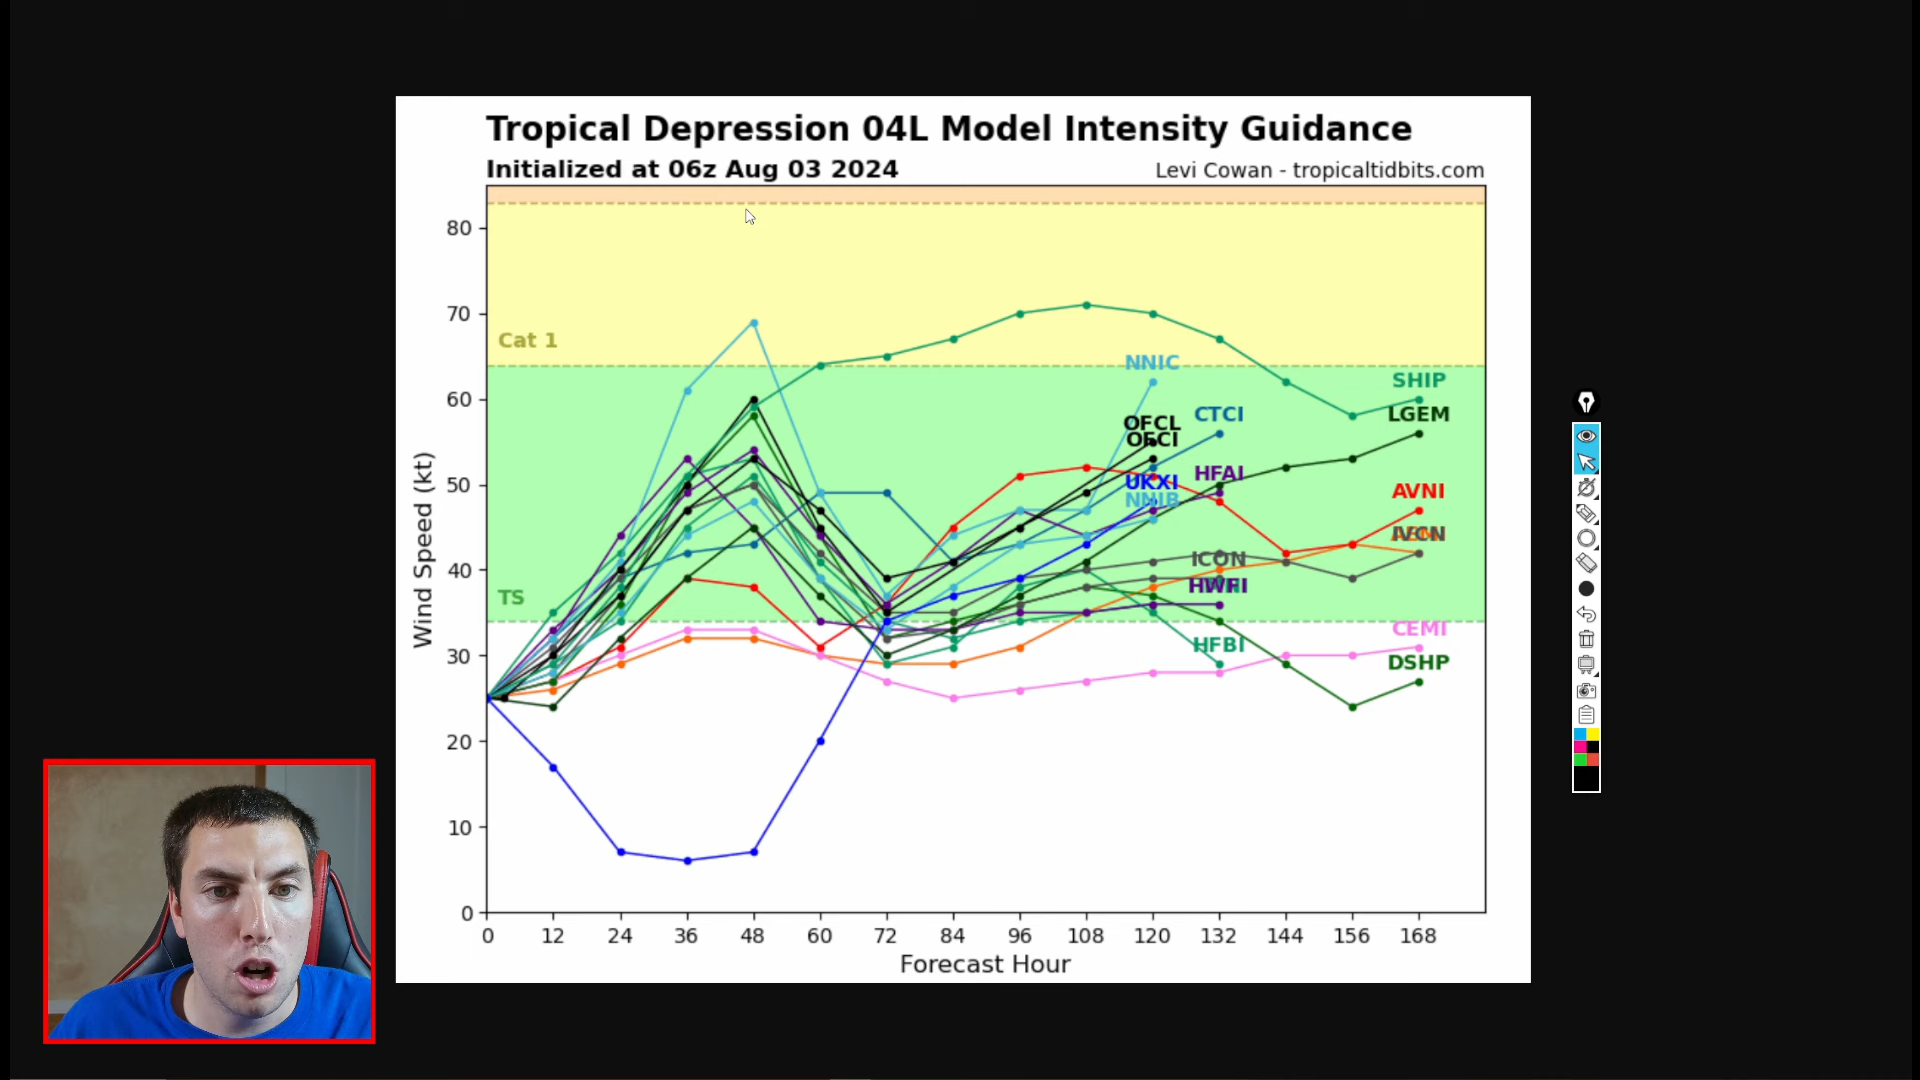 Tropical Depression 04L Model Intensity Guidance
Initialized at 06z Aug 03 2024
Levi Cowan - tropicaltidbits.com
80
70
60
50
40
30
20
10
0
Wind Speed (kt)
Cat 1
TS
NNIC
SHIP
CTCI
LGEM
OFCL
OFCI
HFAI
UKXI
AVNI
NNIB
IVCN
ICON
HWFI
CEMI
HFBI
DSHP
0 12 24 36 48 60 72 84 96 108 120 132 144 156 168
Forecast Hour